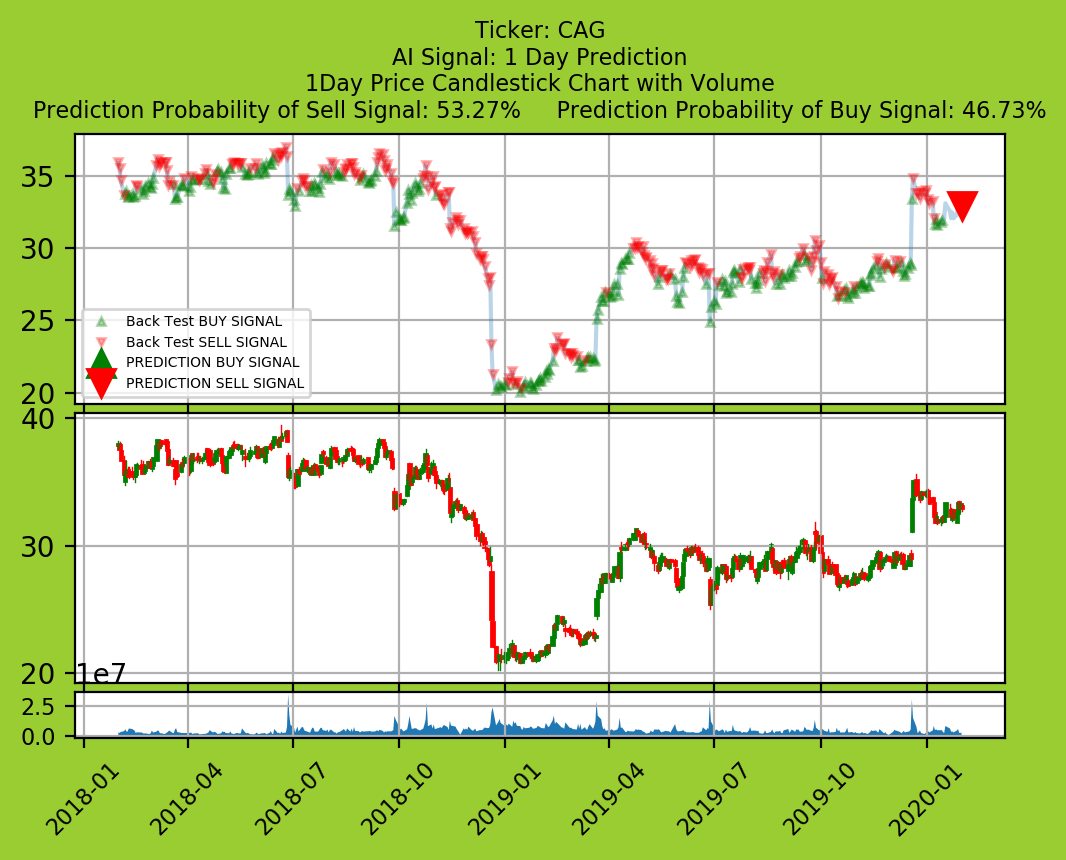 Ticker: CAG
AI Signal: 1 Day Prediction
1Day Price Candlestick Chart with Volume
Prediction Probability of Sell Signal: 53.27%     Prediction Probability of Buy Signal: 46.73%
35
30
25
20
Back Test BUY SIGNAL
Back Test SELL SIGNAL
PREDICTION BUY SIGNAL
PREDICTION SELL SIGNAL
40
30
20
1e7
2.5
0.0
2018-01
2018-04
2018-07
2018-10
2019-01
2019-04
2019-07
2019-10
2020-01